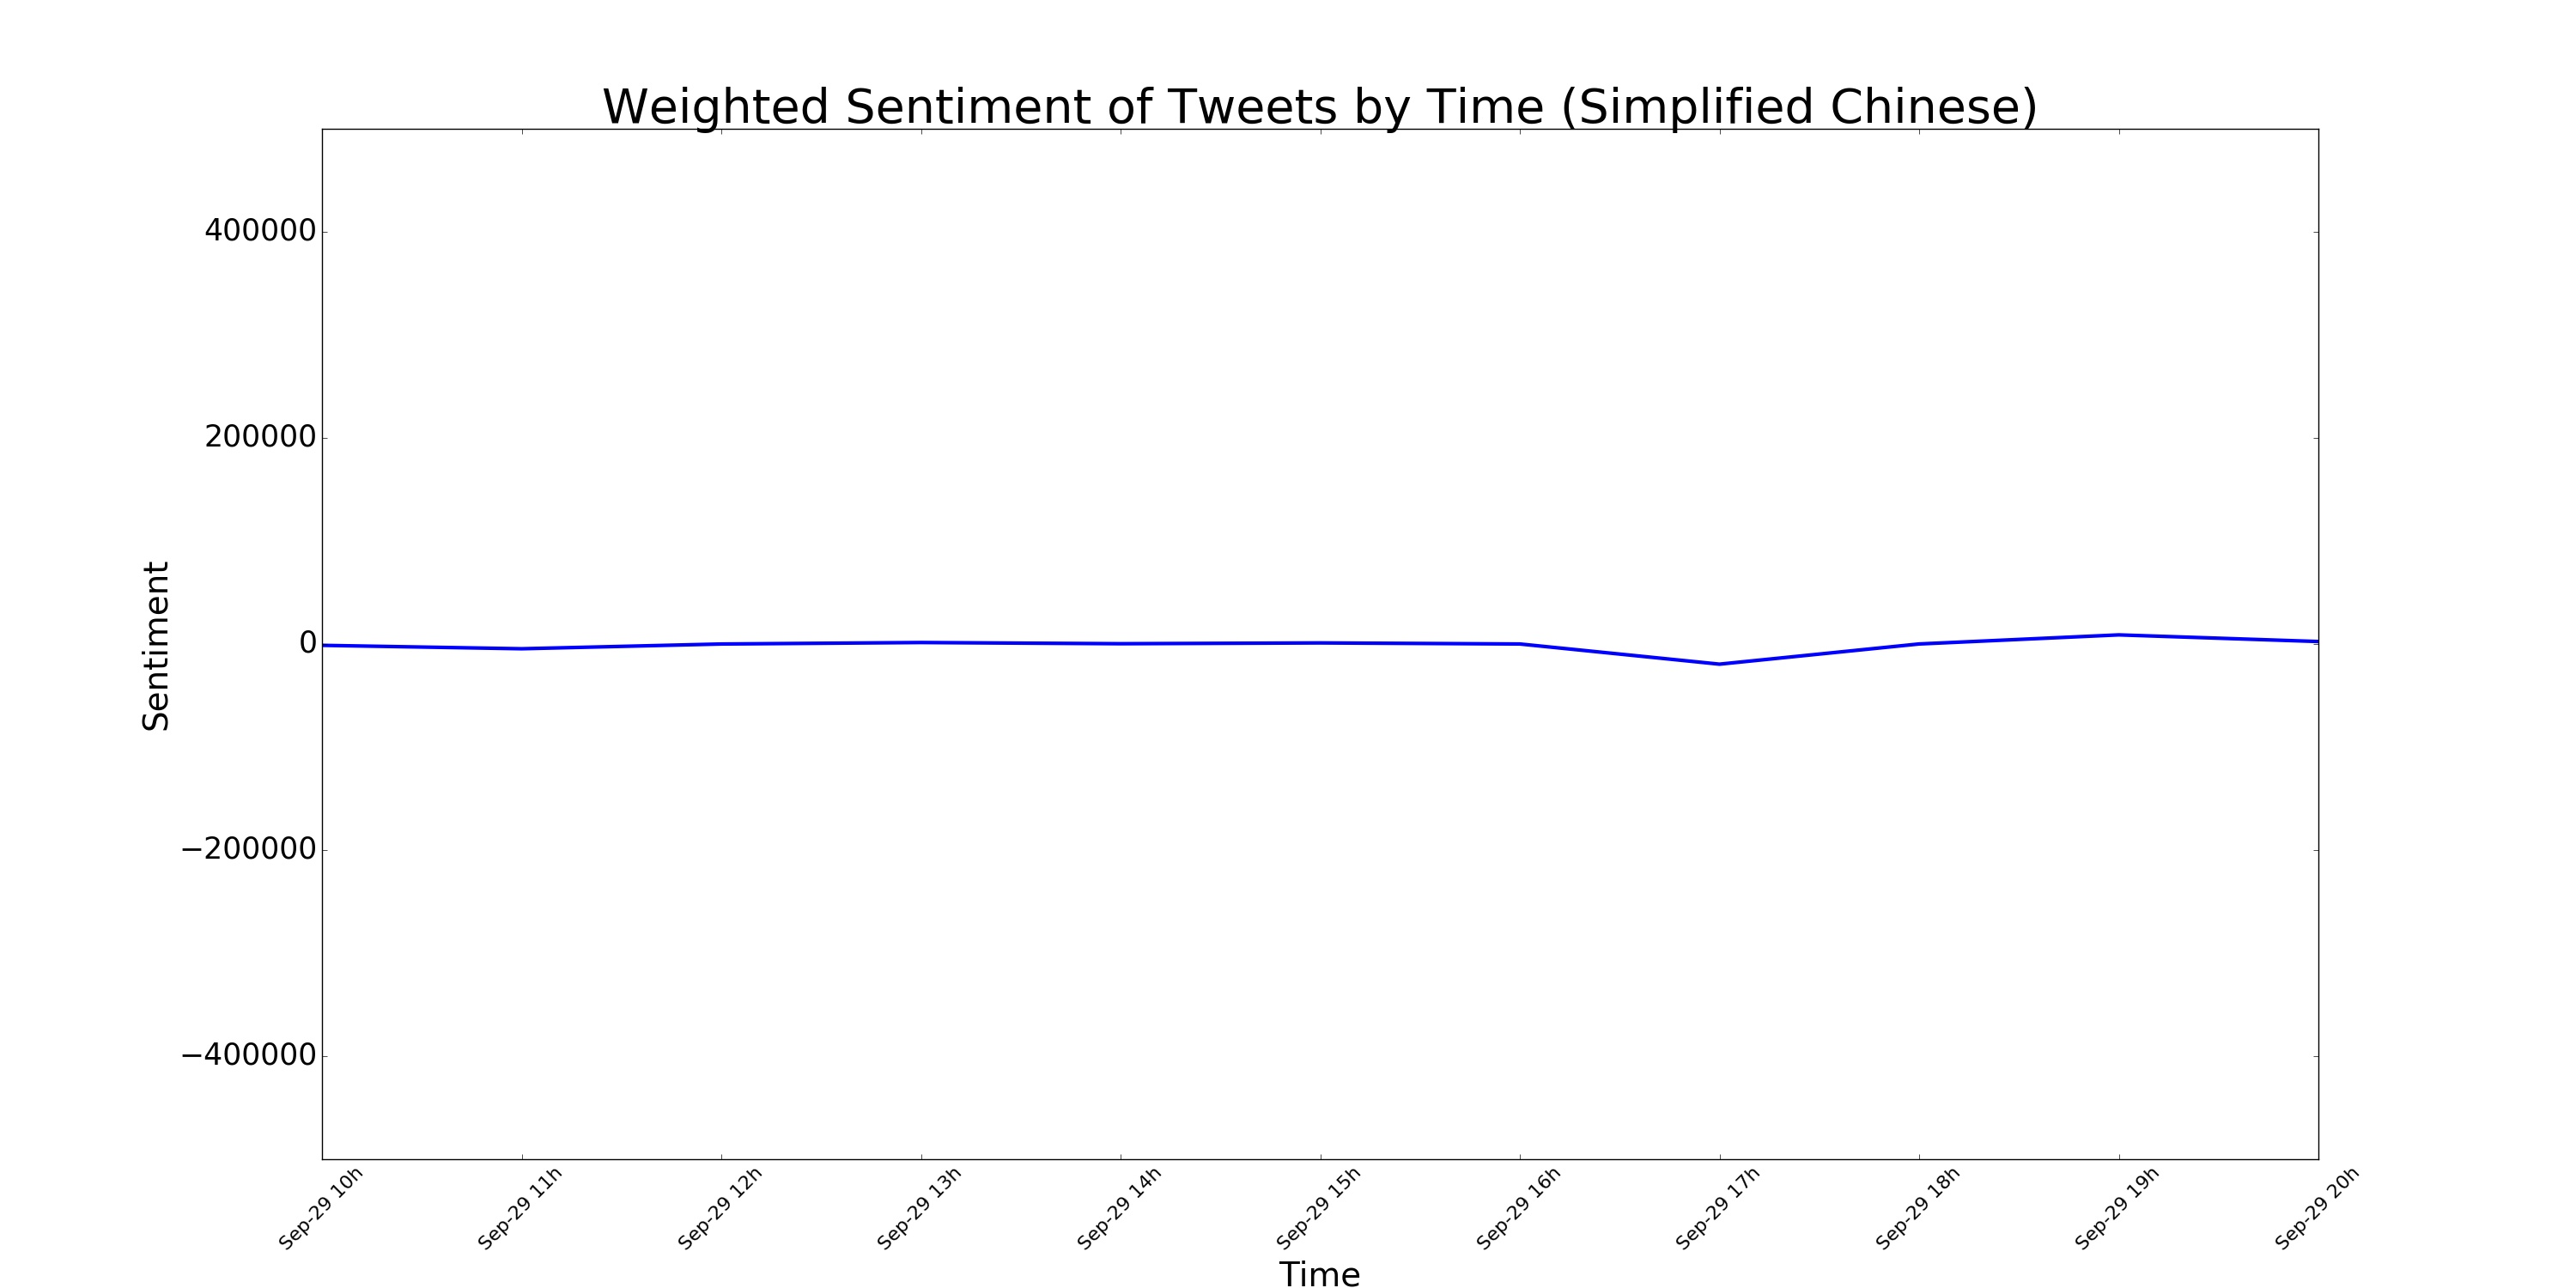 Weighted Sentiment of Tweets by Time (Simplified Chinese)
400000
200000
0
−200000
−400000
Sentiment
Sep-29 10h
Sep-29 11h
Sep-29 12h
Sep-29 13h
Sep-29 14h
Sep-29 15h
Sep-29 16h
Sep-29 17h
Sep-29 18h
Sep-29 19h
Sep-29 20h
Time